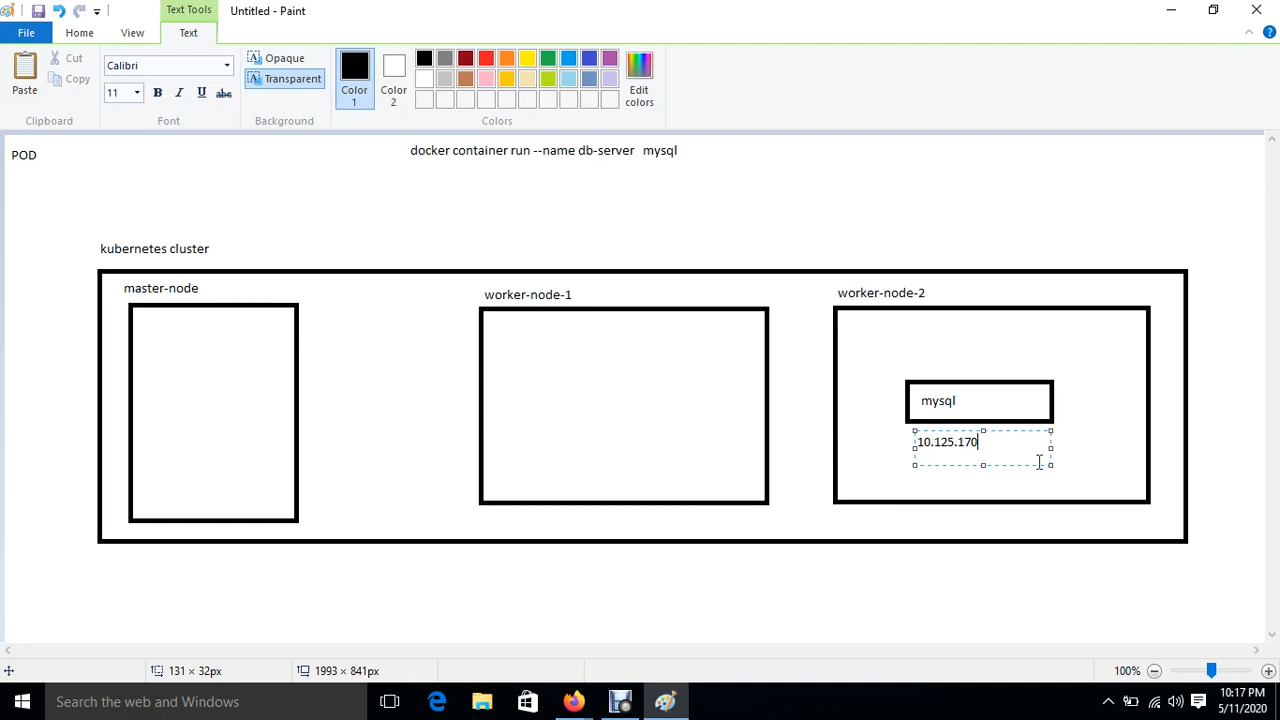 Text Tools
Untitled - Paint
File
Home
View
Text
Paste
Cut
Copy
Clipboard
Calibri
11
B
I
U
abc
Font
Opaque
Transparent
Background
Color
1
Color
2
Edit
colors
Colors
POD
docker container run --name db-server mysql
kubernetes cluster
master-node
worker-node-1
worker-node-2
mysql
10.125.170
131 × 32px
1993 × 841px
100%
Search the web and Windows
10:17 PM
5/11/2020